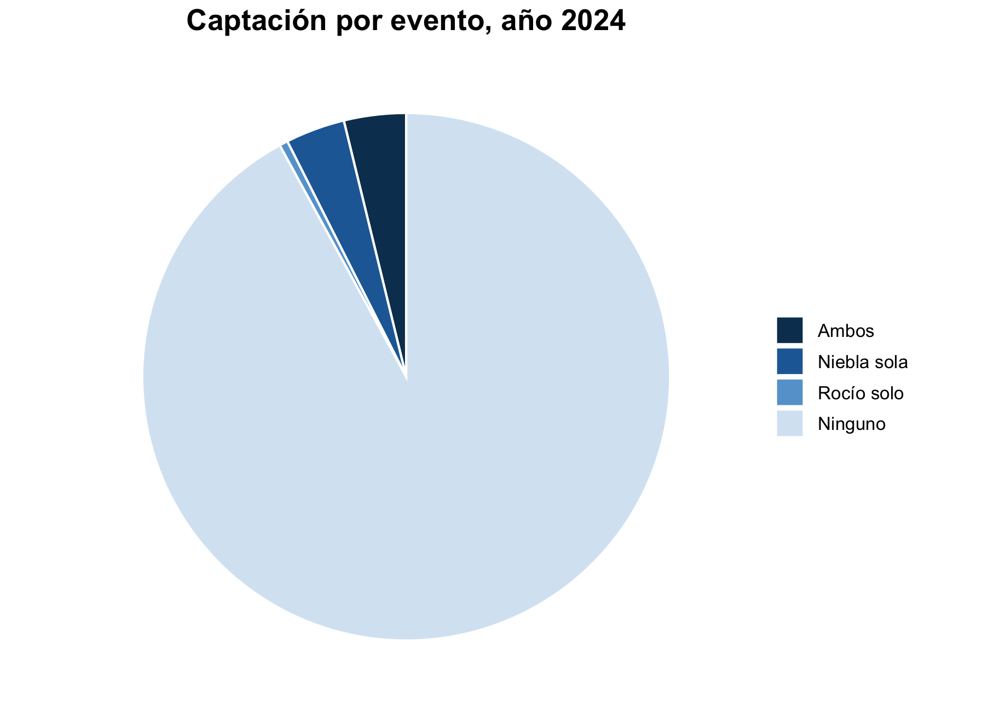 Captación por evento, año 2024
Ambos
Niebla sola
Rocío solo
Ninguno